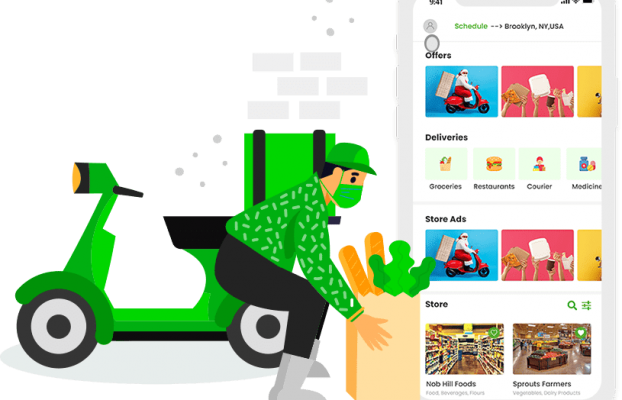 9:41
Schedule --> Brooklyn, NY,USA
Offers
Deliveries
Groceries Restaurants Courier Medicine
Store Ads
Store
Nob Hill Foods Sprouts Farmers
Food, Beverages, Flours Vegetables, Daily Products